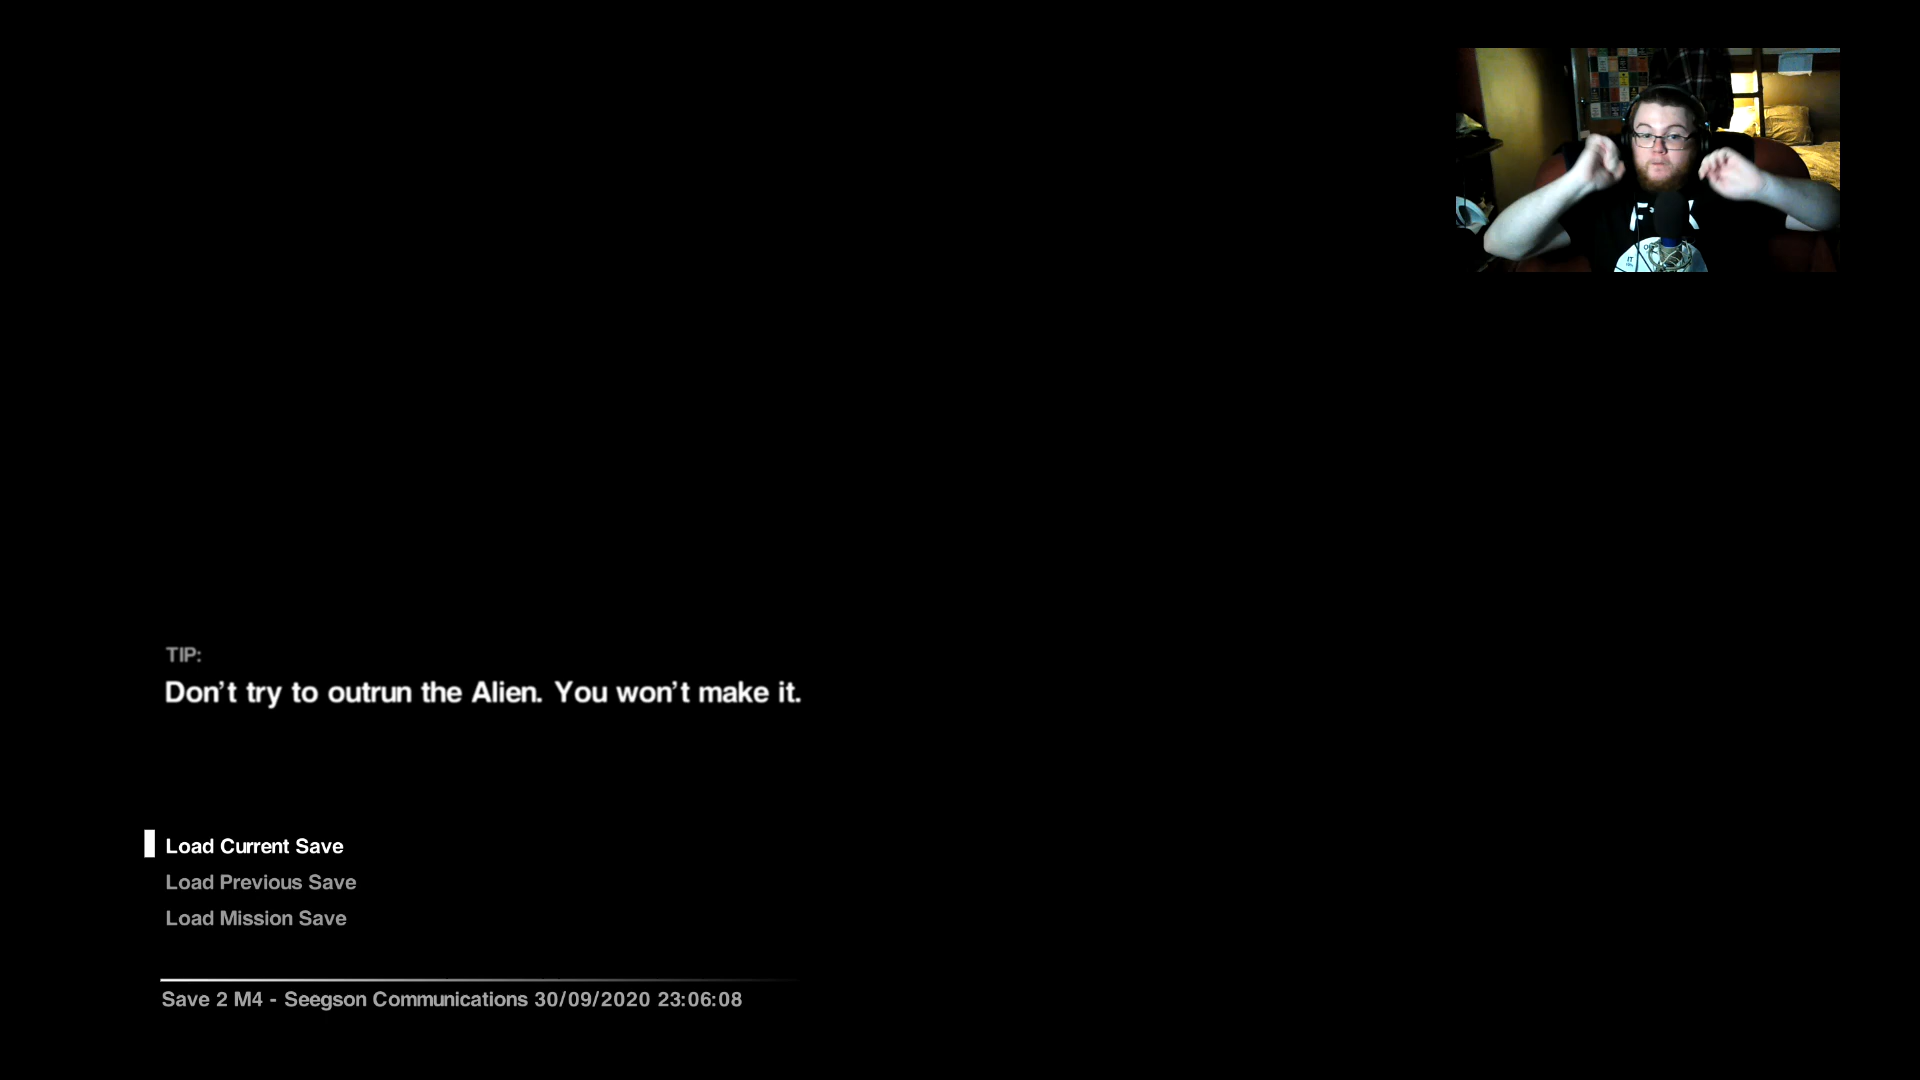 TIP:
Don't try to outrun the Alien. You won't make it.
Load Current Save
Load Previous Save
Load Mission Save
Save 2 M4 - Seegson Communications 30/09/2020 23:06:08